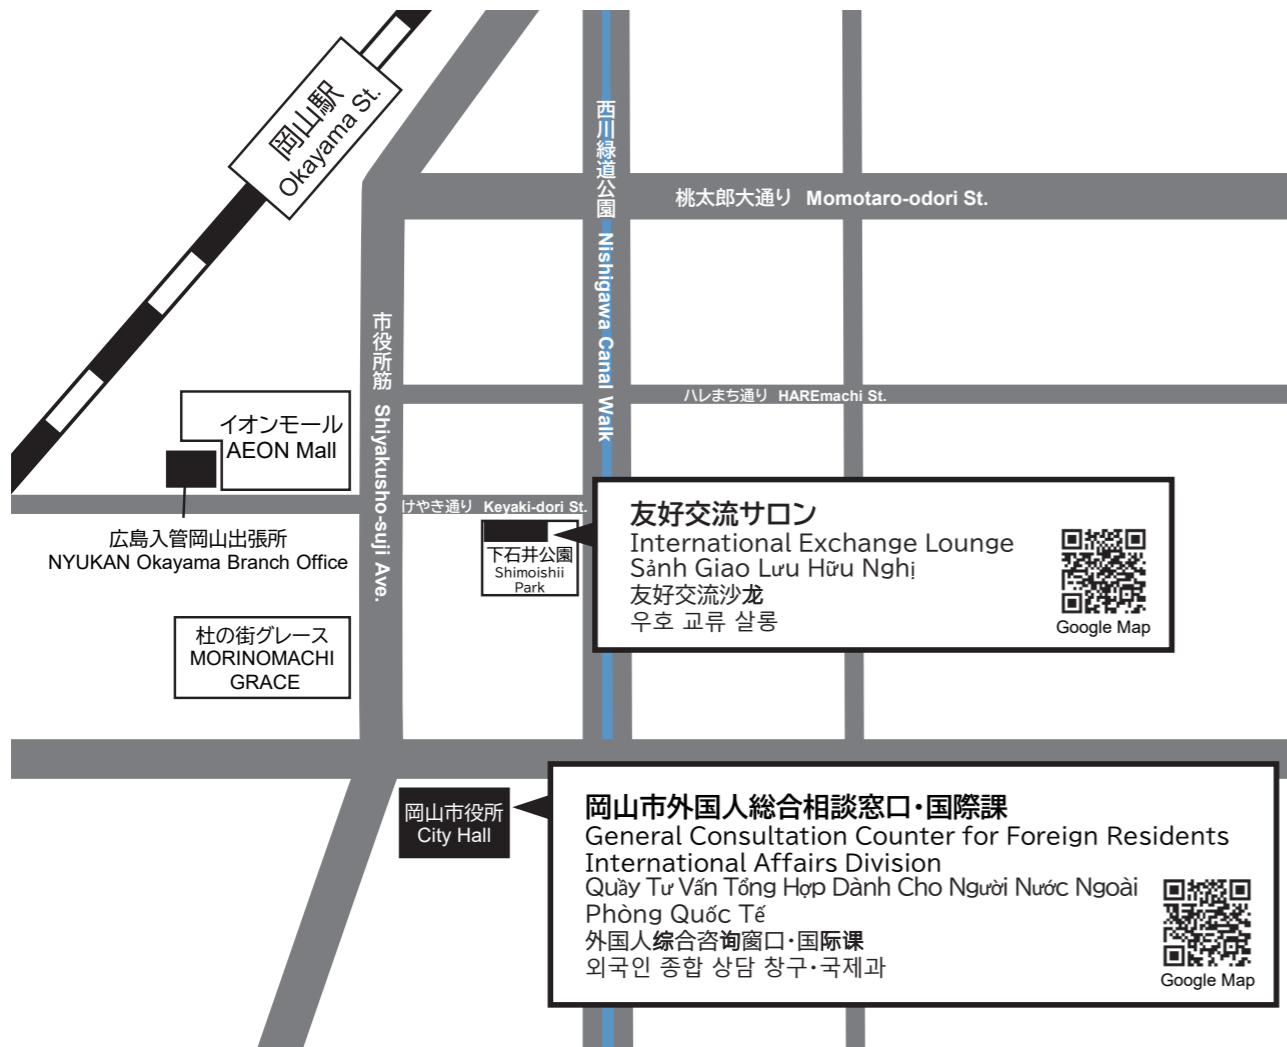 岡山駅
Okayama St.
西川緑道公園 Nishigawa Canal Walk
桃太郎大通り Momotaro-odori St.
市役所筋 Shiyakusho-suji Ave.
ハレまち通り HAREmachi St.
イオンモール
AEON Mall
けやき通り Keyaki-dori St.
広島入管岡山出張所
NYUKAN Okayama Branch Office
下石井公園
Shimoishii
Park
友好交流サロン
International Exchange Lounge
Sảnh Giao Lưu Hữu Nghị
友好交流沙龙
우호 교류 살롱
Google Map
杜の街グレース
MORINOMACHI
GRACE
岡山市役所
City Hall
岡山市外国人総合相談窓口・国際課
General Consultation Counter for Foreign Residents
International Affairs Division
Quầy Tư Vấn Tổng Hợp Dành Cho Người Nước Ngoài
Phòng Quốc Tế
外国人综合咨询窗口・国际课
외국인 종합 상담 창구・국제과
Google Map